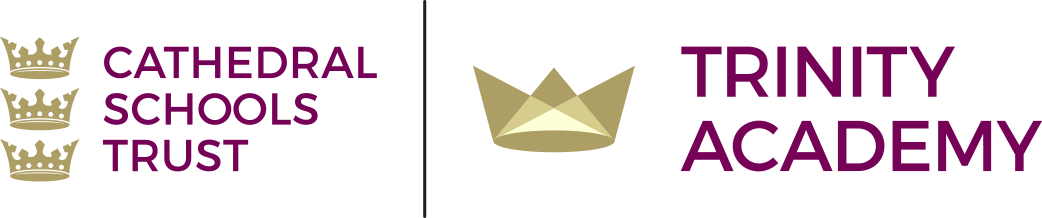 CATHEDRAL
SCHOOLS
TRUST
TRINITY
ACADEMY